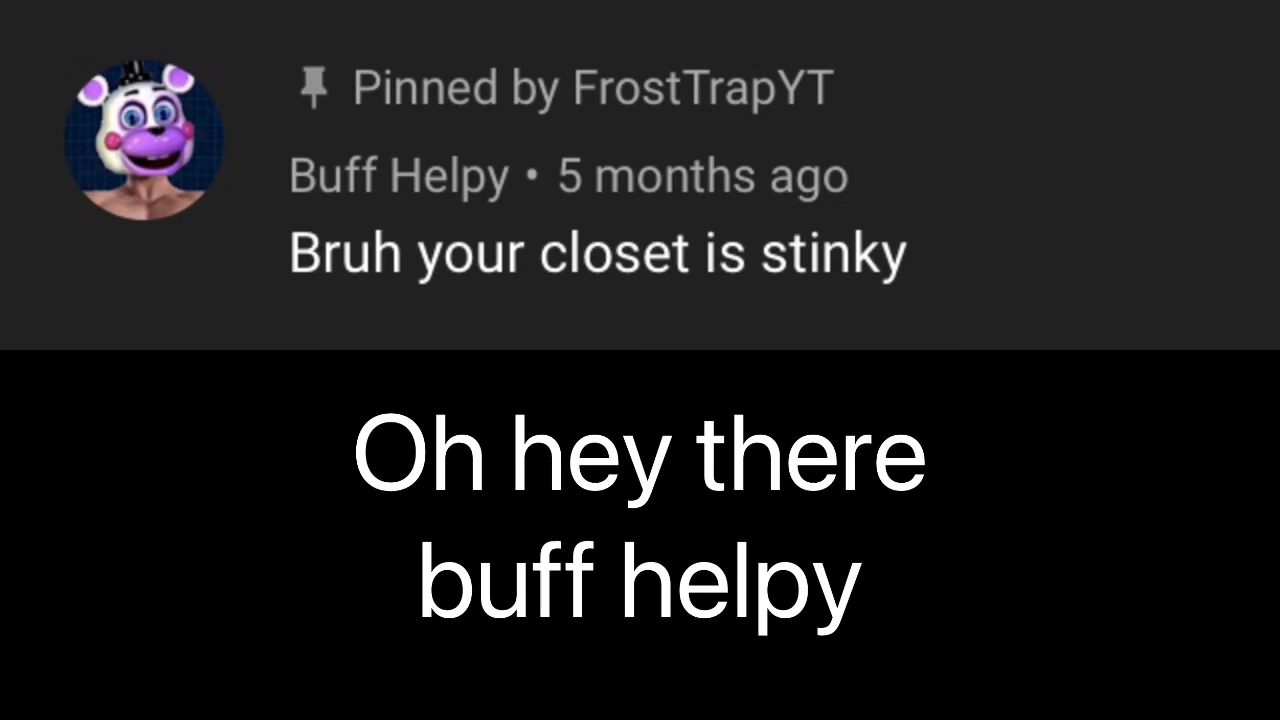 Pinned by FrostTrapYT
Buff Helpy • 5 months ago
Bruh your closet is stinky
Oh hey there
buff helpy